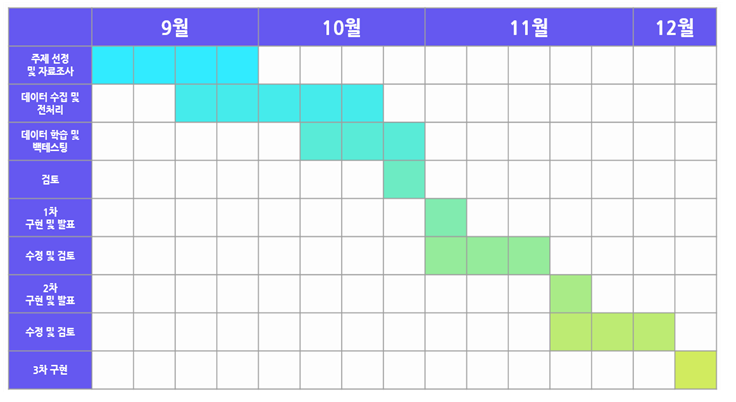 9월 10월 11월 12월
주제 선정
및 자료조사
데이터 수집 및
전처리
데이터 학습 및
백테스팅
검토
1차
구현 및 발표
수정 및 검토
2차
구현 및 발표
수정 및 검토
3차 구현